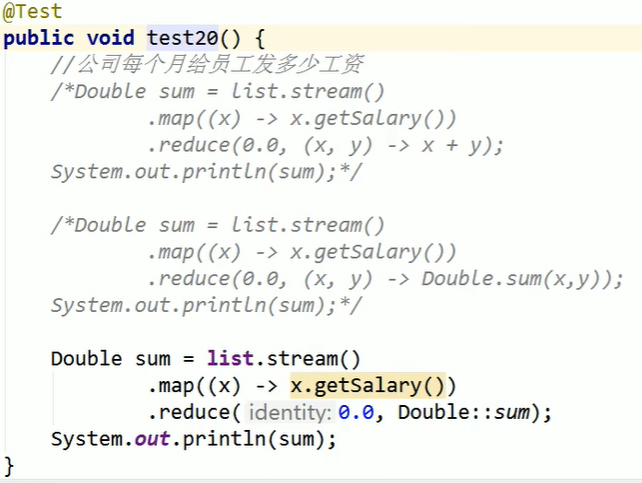 @Test
public void test20() {
//公司每个月给员工发多少工资
/*Double sum = list.stream()
.map((x) -> x.getSalary())
.reduce(0.0, (x, y) -> x + y);
System.out.println(sum);*/
/*Double sum = list.stream()
.map((x) -> x.getSalary())
.reduce(0.0, (x, y) -> Double.sum(x,y));
System.out.println(sum);*/
Double sum = list.stream()
.map((x) -> x.getSalary())
.reduce( identity: 0.0, Double::sum);
System.out.println(sum);
}